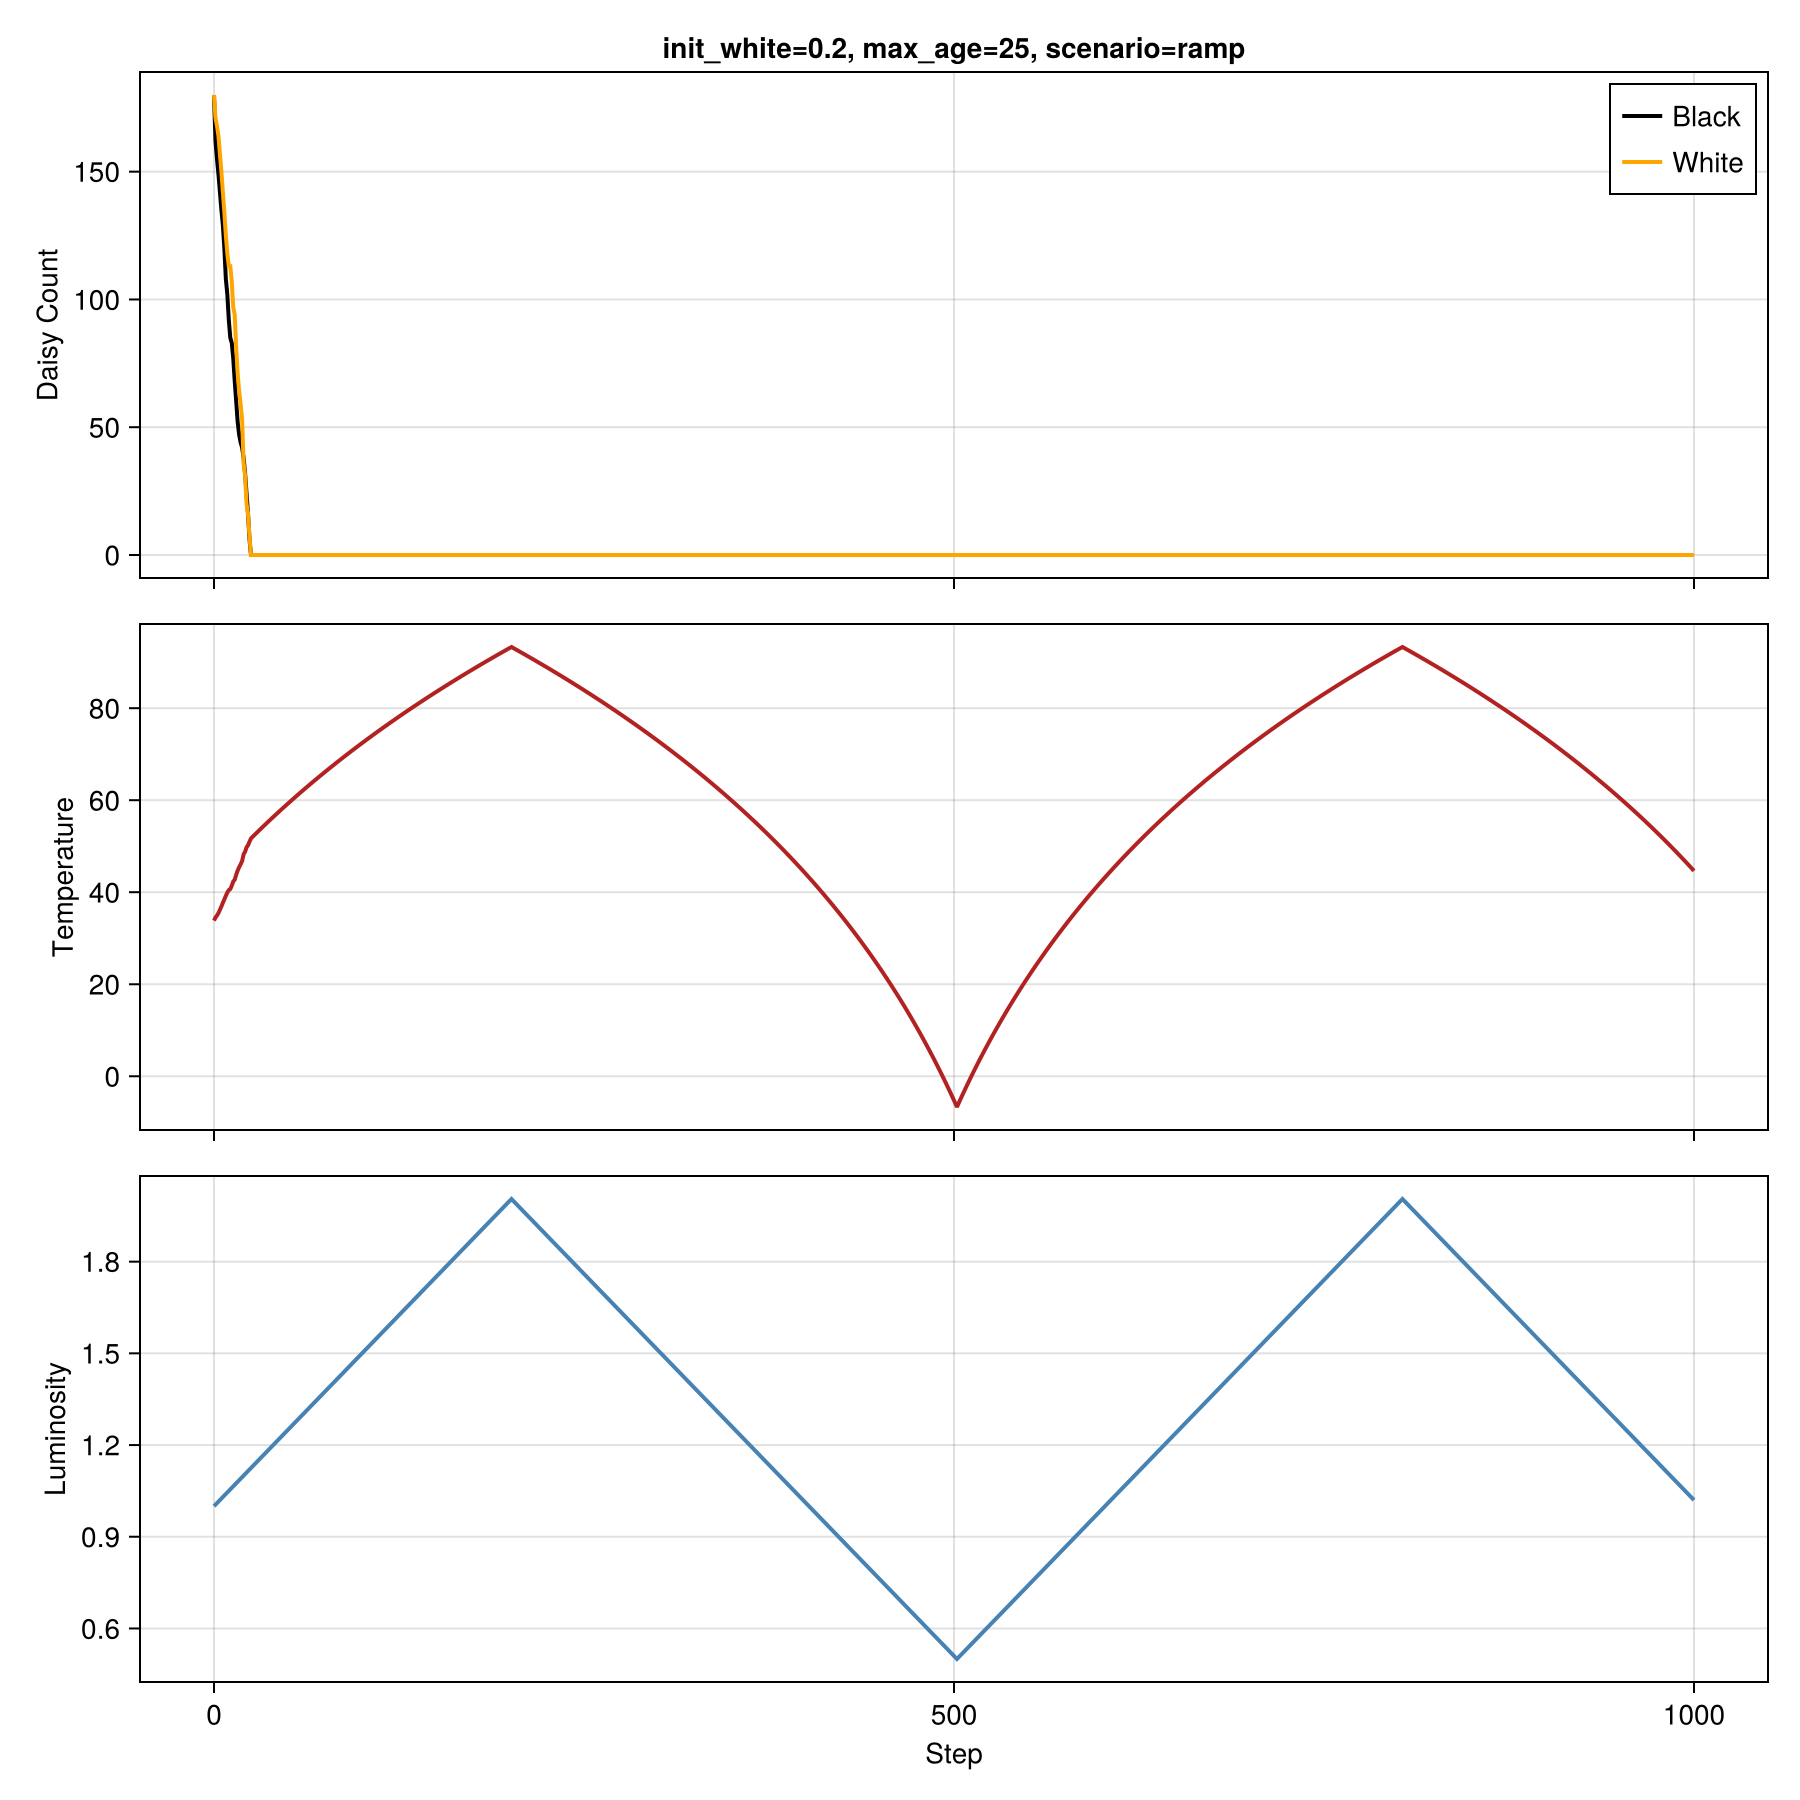 init_white=0.2, max_age=25, scenario=ramp
Black
White
Daisy Count
150
100
50
0
Temperature
80
60
40
20
0
Luminosity
1.8
1.5
1.2
0.9
0.6
0 500 1000
Step